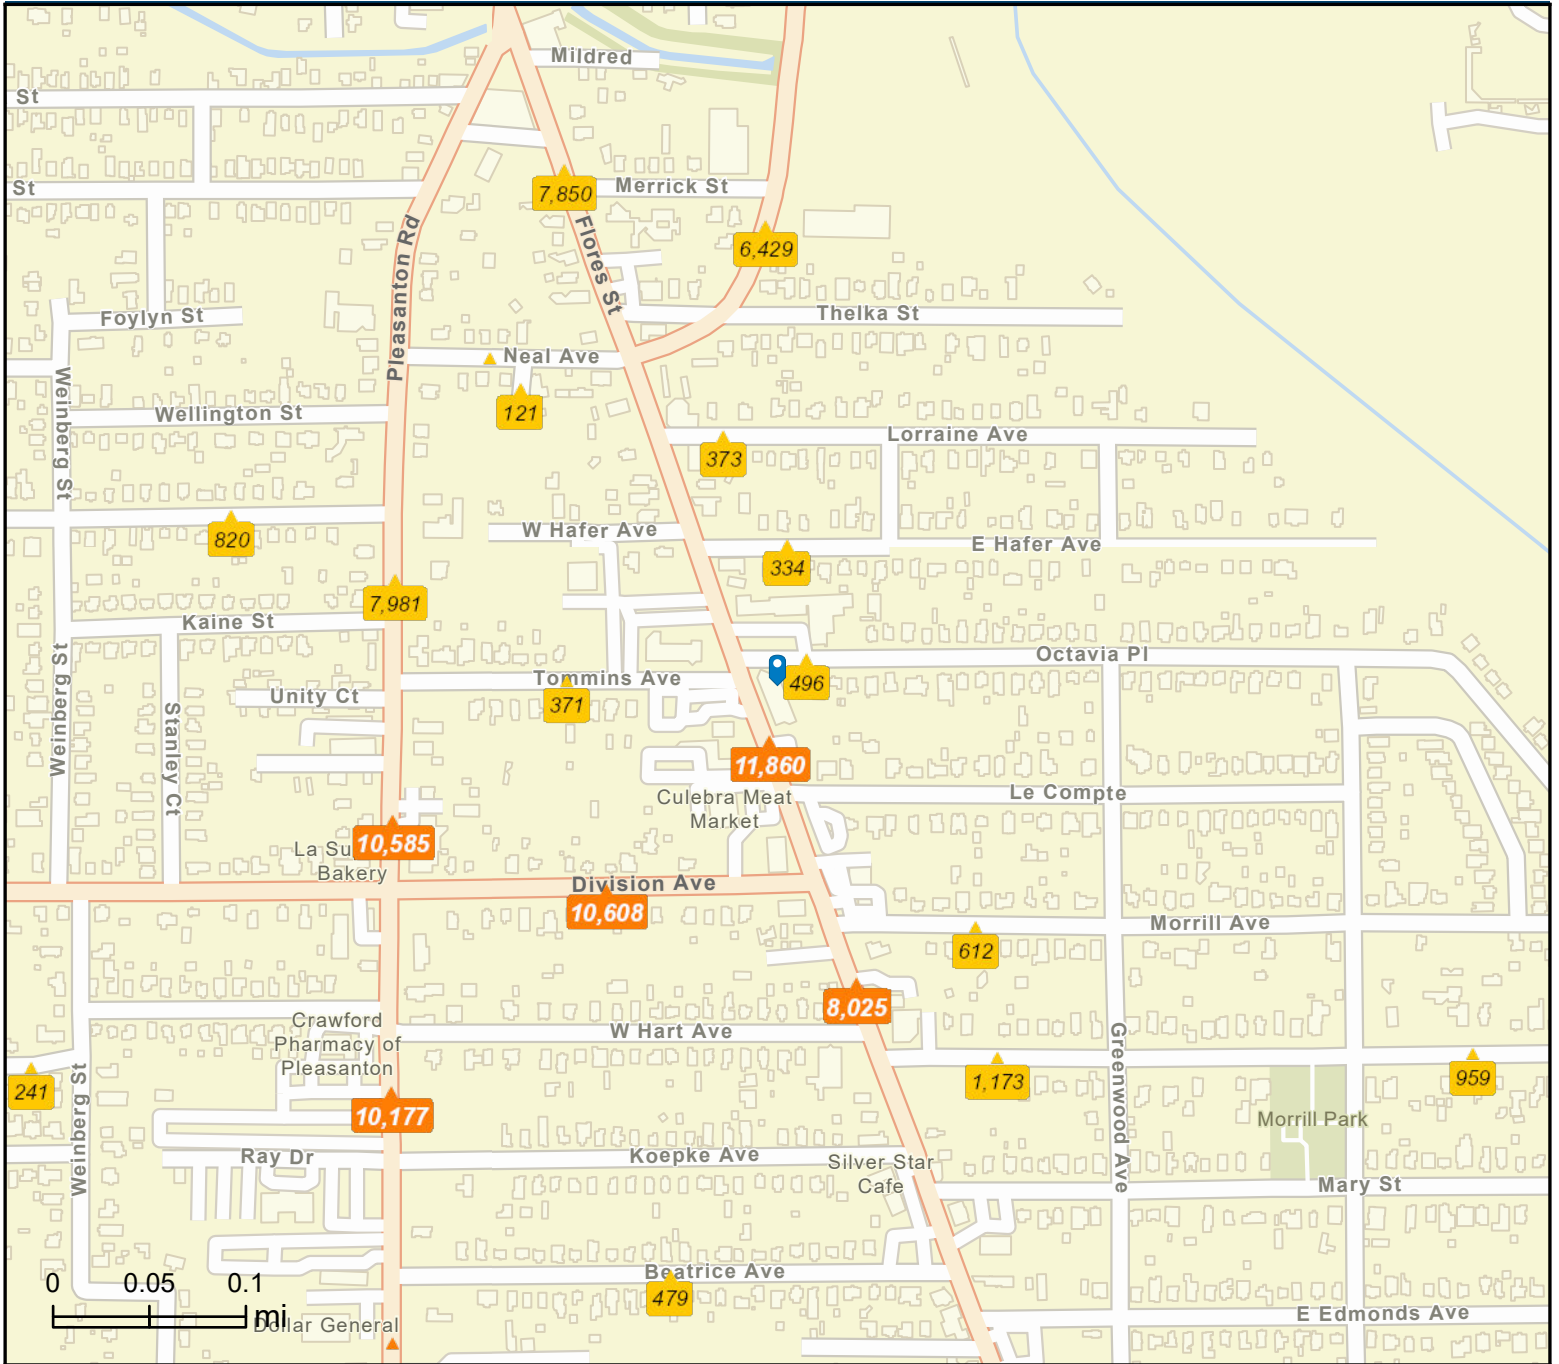 Mildred
St
7,850
Merrick St
St
Pleasanton Rd
Flores St
6,429
Foylyn St
Thelka St
Neal Ave
121
Weinberg St
Wellington St
373
Lorraine Ave
820
W Hafer Ave
E Hafer Ave
334
7,981
Kaine St
Octavia Pl
496
Weinberg St
Unity Ct
Tommins Ave
371
Stanley Ct
11,860
Culebra Meat
Market
Le Compte
10,585
La Su
Bakery
Division Ave
10,608
612
Morrill Ave
8,025
Crawford
Pharmacy of
Pleasanton
W Hart Ave
Greenwood Ave
241
Weinberg St
1,173
959
10,177
Morrill Park
Ray Dr
Koepke Ave
Silver Star
Cafe
Mary St
0 0.05 0.1
mi
Beatrice Ave
479
Dollar General
E Edmonds Ave